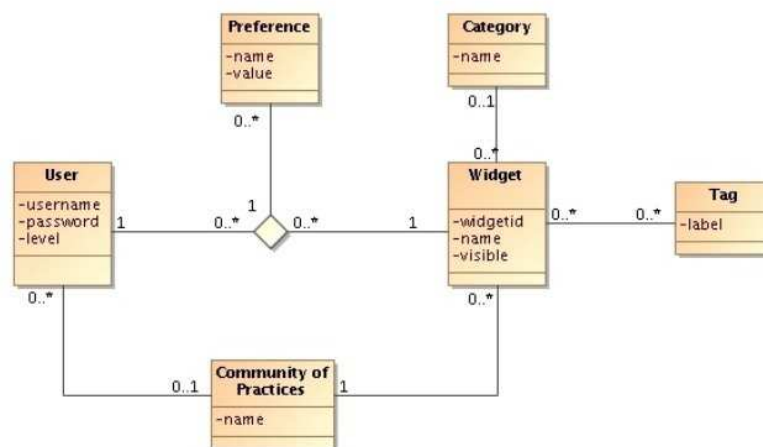 Preference
-name
-value
Category
-name
0..1
0..*
0..*
User
-username
-password
-level
1
0..*
1
0..*
1
Widget
-widgetid
-name
-visible
0..*
0..*
Tag
-label
0..*
0..*
0..1
Community of
Practices
-name
1